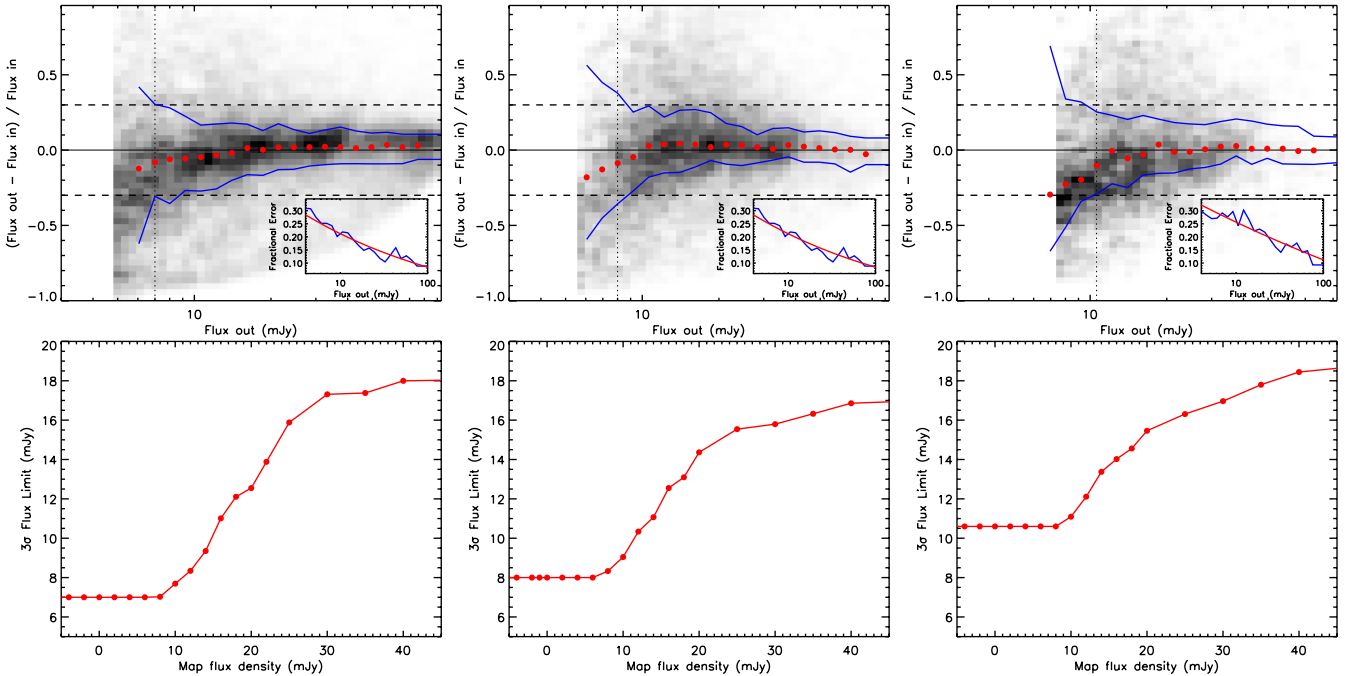 (Flux out − Flux in) / Flux in
0.5
0.0
−0.5
−1.0
10
Flux out (mJy)
Fractional Error
0.30
0.25
0.20
0.15
0.10
10
100
Flux out (mJy)
(Flux out − Flux in) / Flux in
0.5
0.0
−0.5
−1.0
10
Flux out (mJy)
Fractional Error
0.30
0.25
0.20
0.15
0.10
10
100
Flux out (mJy)
(Flux out − Flux in) / Flux in
0.5
0.0
−0.5
−1.0
10
Flux out (mJy)
Fractional Error
0.30
0.25
0.20
0.15
0.10
10
100
Flux out (mJy)
3σ Flux Limit (mJy)
20
18
16
14
12
10
8
6
0 10 20 30 40
Map flux density (mJy)
3σ Flux Limit (mJy)
20
18
16
14
12
10
8
6
0 10 20 30 40
Map flux density (mJy)
3σ Flux Limit (mJy)
20
18
16
14
12
10
8
6
0 10 20 30 40
Map flux density (mJy)